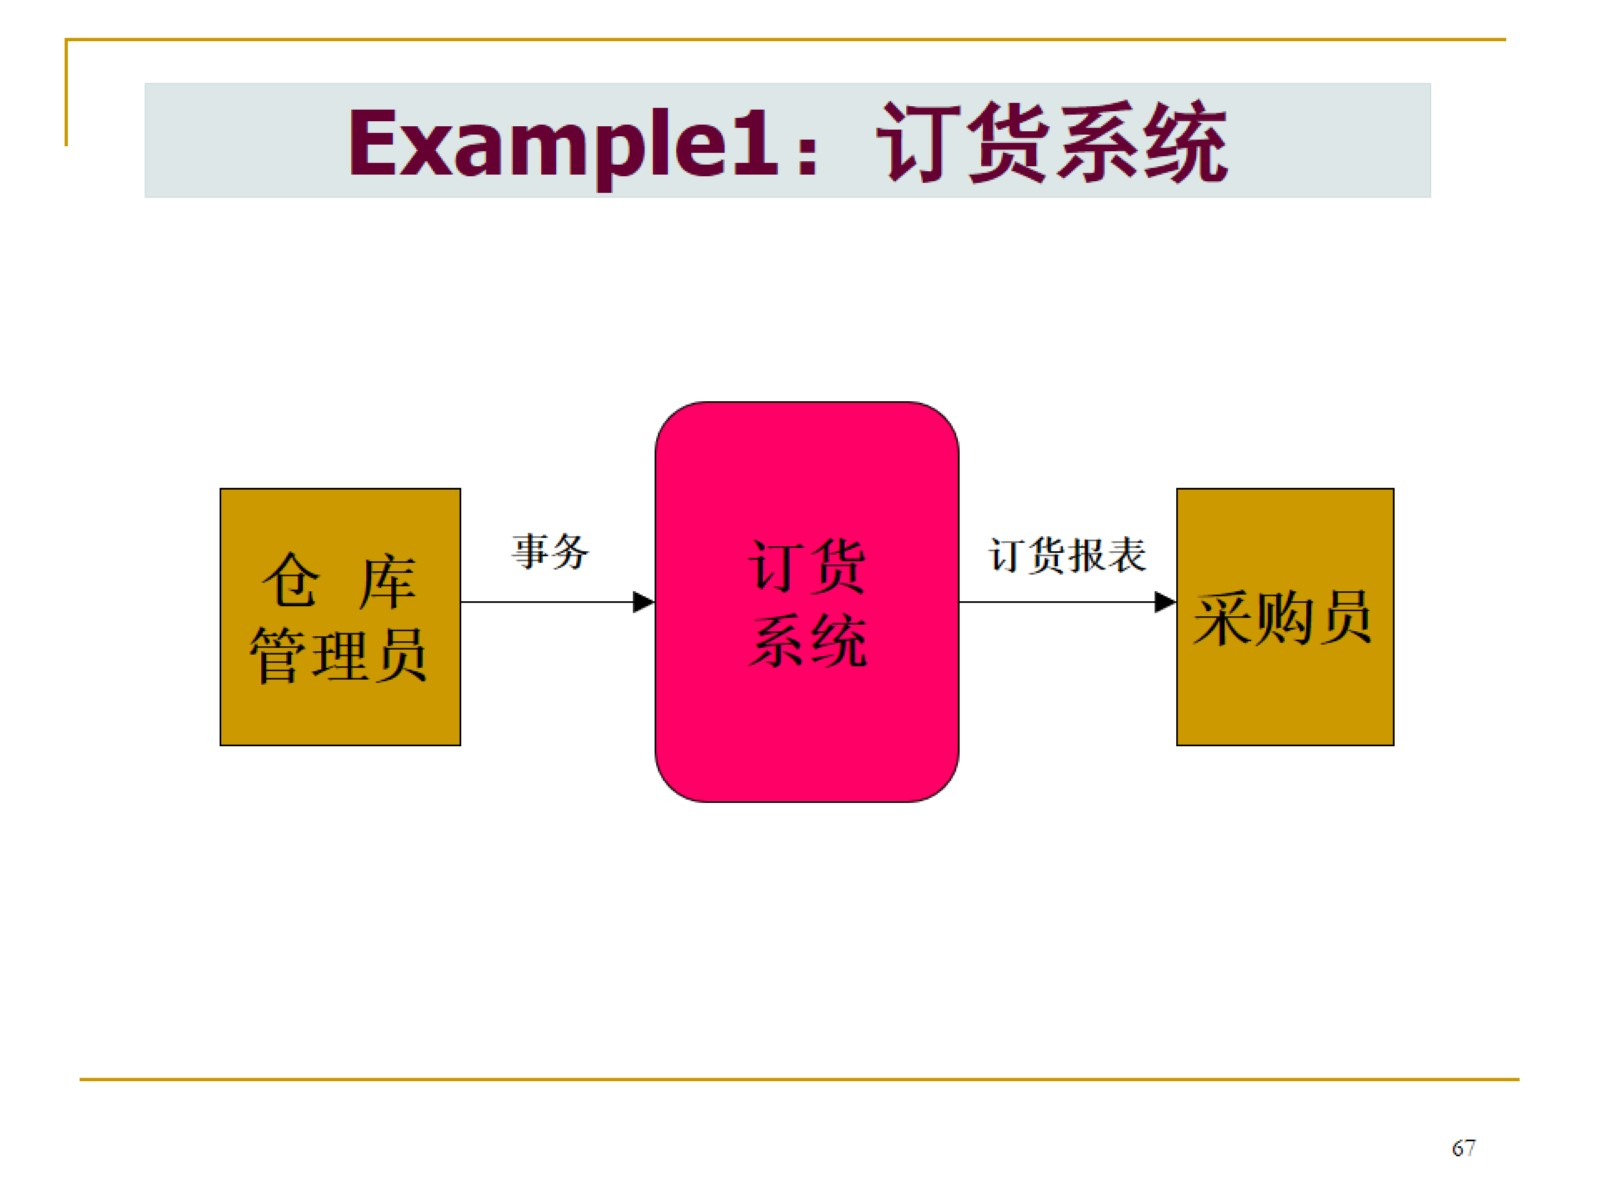 Example1：订货系统
仓 库
管理员
事务
订货
系统
订货报表
采购员
67